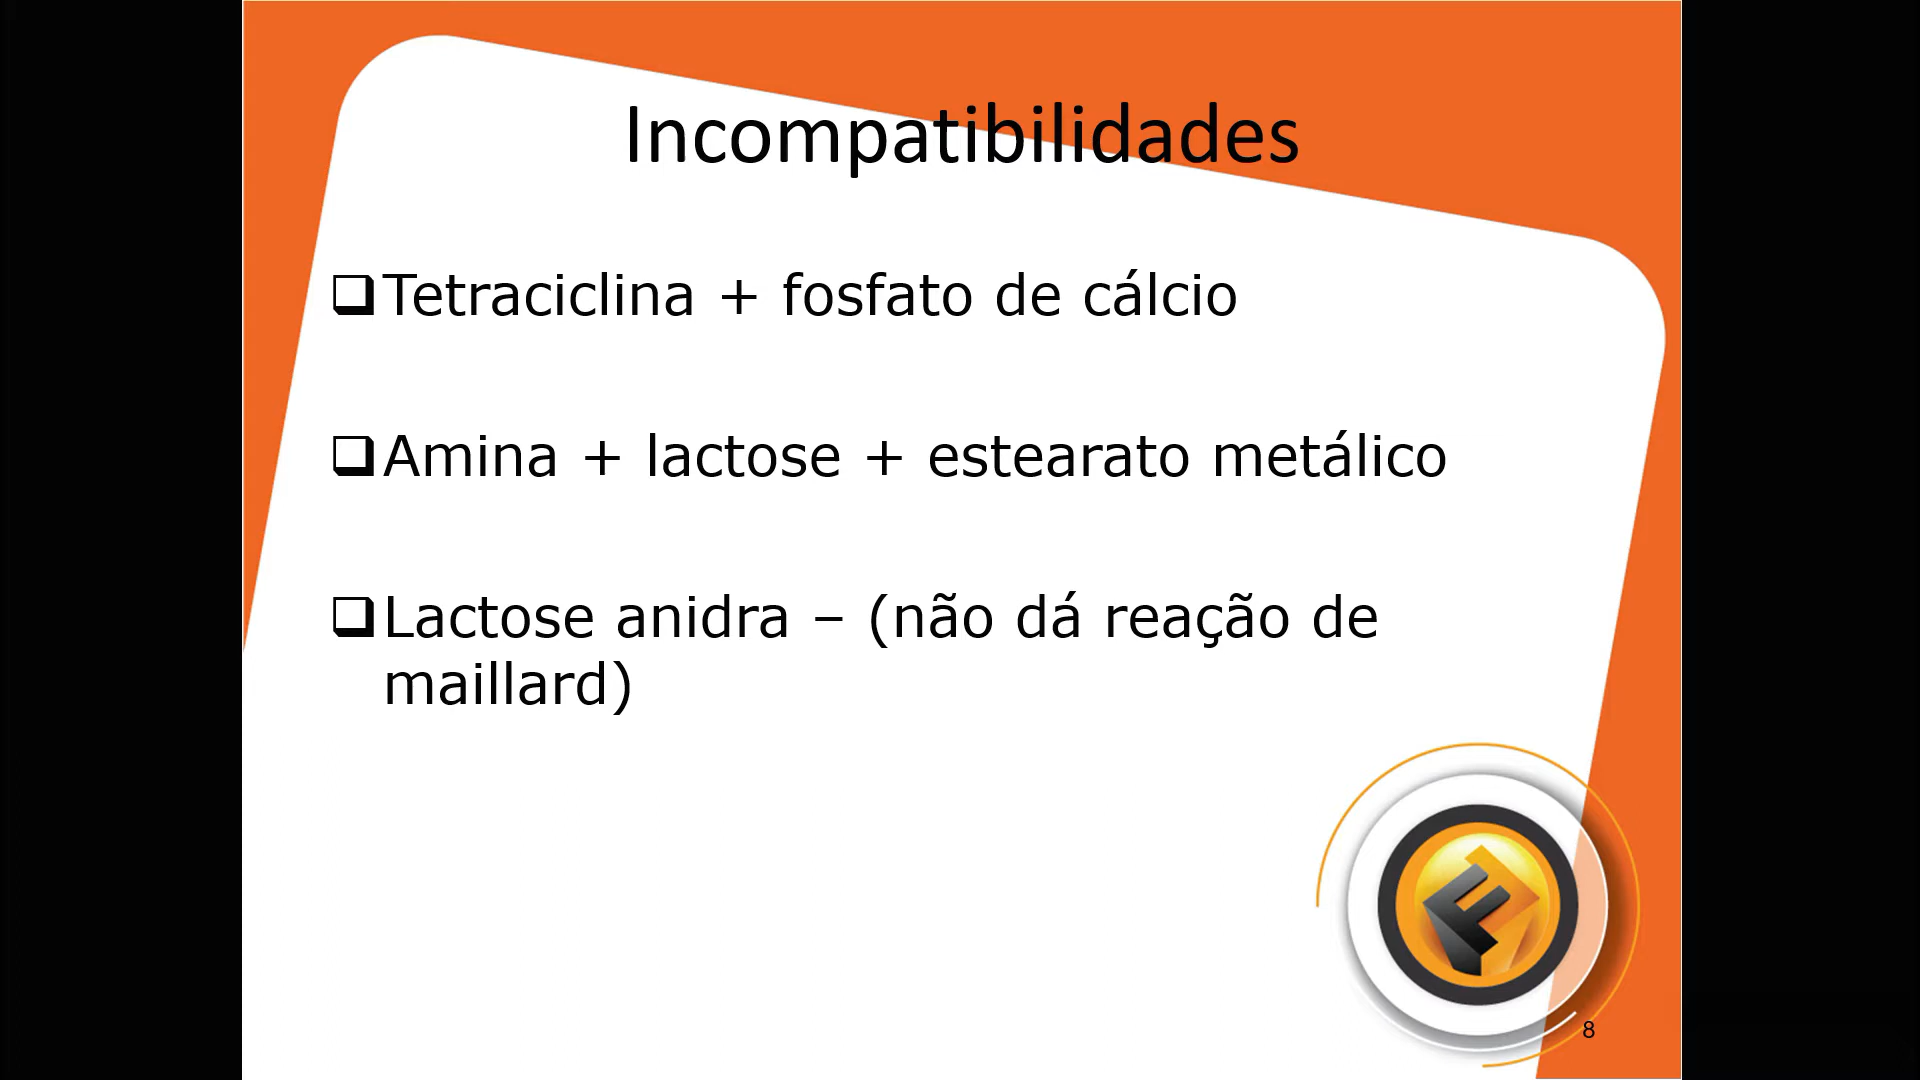 Incompatibilidades
Tetraciclina + fosfato de cálcio
Amina + lactose + estearato metálico
Lactose anidra – (não dá reação de
maillard)
8